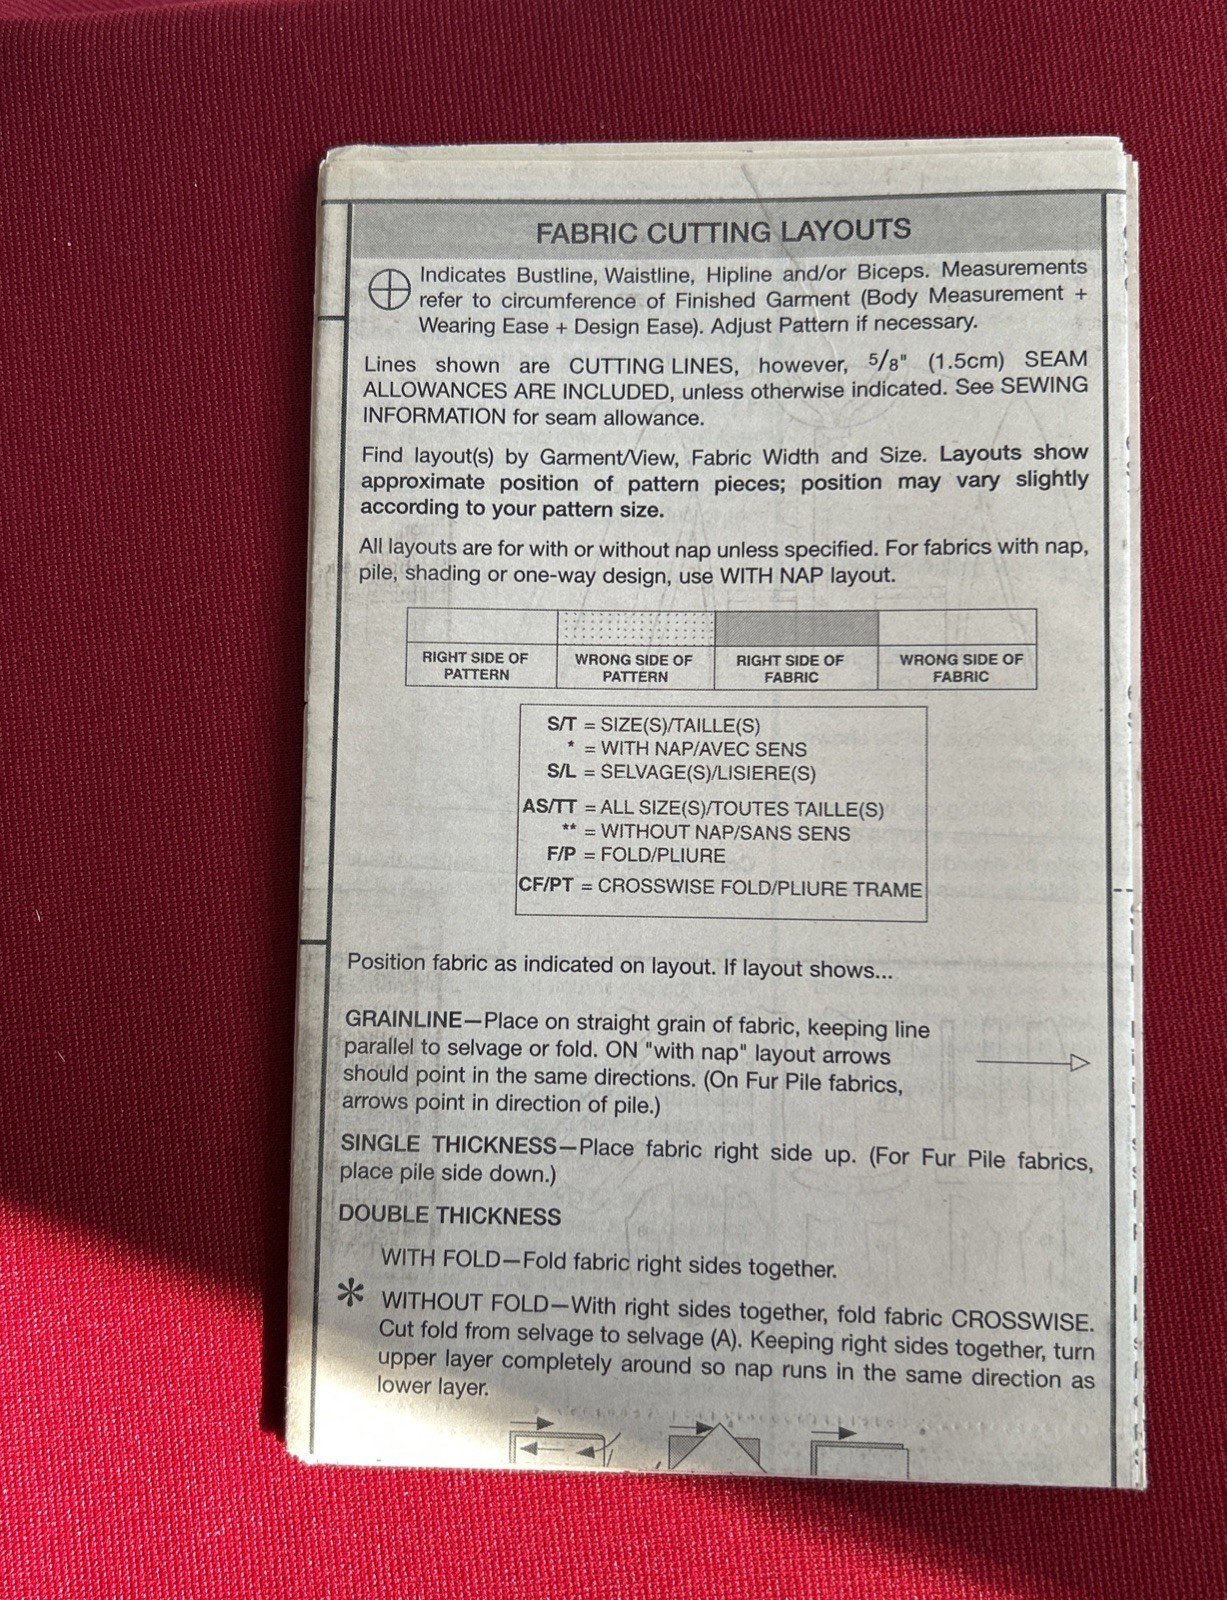 FABRIC CUTTING LAYOUTS
Indicates Bustline, Waistline, Hipline and/or Biceps. Measurements
refer to circumference of Finished Garment (Body Measurement +
Wearing Ease + Design Ease). Adjust Pattern if necessary.
Lines shown are CUTTING LINES, however, 5/8" (1.5cm) SEAM
ALLOWANCES ARE INCLUDED, unless otherwise indicated. See SEWING
INFORMATION for seam allowance.
Find layout(s) by Garment/View, Fabric Width and Size. Layouts show
approximate position of pattern pieces; position may vary slightly
according to your pattern size.
All layouts are for with or without nap unless specified. For fabrics with nap,
pile, shading or one-way design, use WITH NAP layout.
RIGHT SIDE OF
PATTERN
WRONG SIDE OF
PATTERN
RIGHT SIDE OF
FABRIC
WRONG SIDE OF
FABRIC
S/T = SIZE(S)/TAILLE(S)
* = WITH NAP/AVEC SENS
S/L = SELVAGE(S)/LISIERE(S)
AS/TT = ALL SIZE(S)/TOUTES TAILLE(S)
** = WITHOUT NAP/SANS SENS
F/P = FOLD/PLIURE
CF/PT = CROSSWISE FOLD/PLIURE TRAME
Position fabric as indicated on layout. If layout shows...
GRAINLINE—Place on straight grain of fabric, keeping line
parallel to selvage or fold. ON "with nap" layout arrows
should point in the same directions. (On Fur Pile fabrics,
arrows point in direction of pile.)
SINGLE THICKNESS—Place fabric right side up. (For Fur Pile fabrics,
place pile side down.)
DOUBLE THICKNESS
WITH FOLD—Fold fabric right sides together.
* WITHOUT FOLD—With right sides together, fold fabric CROSSWISE.
Cut fold from selvage to selvage (A). Keeping right sides together, turn
upper layer completely around so nap runs in the same direction as
lower layer.